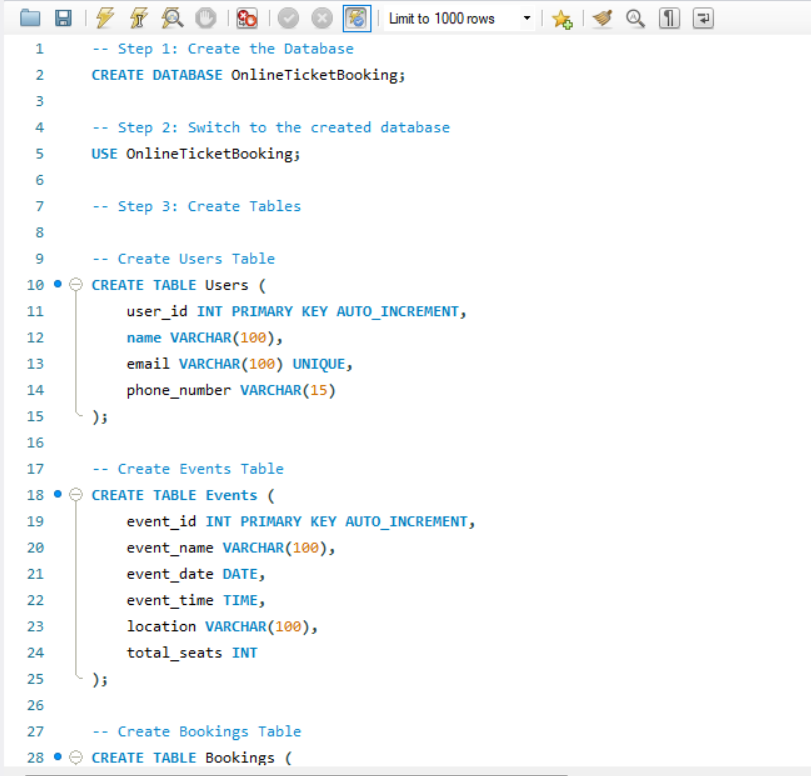 Limit to 1000 rows
1 -- Step 1: Create the Database
2 CREATE DATABASE OnlineTicketBooking;
3
4 -- Step 2: Switch to the created database
5 USE OnlineTicketBooking;
6
7 -- Step 3: Create Tables
8
9 -- Create Users Table
10 CREATE TABLE Users (
11 user_id INT PRIMARY KEY AUTO_INCREMENT,
12 name VARCHAR(100),
13 email VARCHAR(100) UNIQUE,
14 phone_number VARCHAR(15)
15 );
16
17 -- Create Events Table
18 CREATE TABLE Events (
19 event_id INT PRIMARY KEY AUTO_INCREMENT,
20 event_name VARCHAR(100),
21 event_date DATE,
22 event_time TIME,
23 location VARCHAR(100),
24 total_seats INT
25 );
26
27 -- Create Bookings Table
28 CREATE TABLE Bookings (